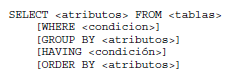 SELECT <atributos> FROM <tablas>
[WHERE <condicion>]
[GROUP BY <atributos>]
[HAVING <condición>]
[ORDER BY <atributos>]